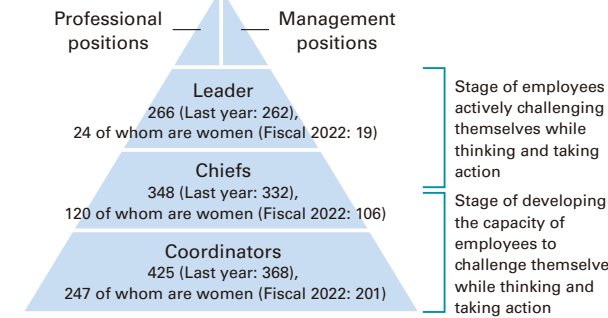 Professional
positions
Management
positions
Leader
266 (Last year: 262),
24 of whom are women (Fiscal 2022: 19)
Chiefs
348 (Last year: 332),
120 of whom are women (Fiscal 2022: 106)
Coordinators
425 (Last year: 368),
247 of whom are women (Fiscal 2022: 201)
Stage of employees
actively challenging
themselves while
thinking and taking
action
Stage of developing
the capacity of
employees to
challenge themselve
while thinking and
taking action